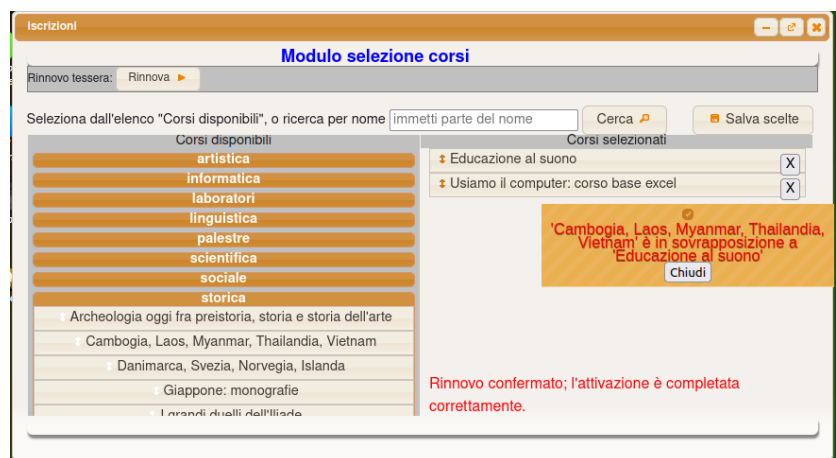 iscrizioni
Modulo selezione corsi
Rinnovo tessera: Rinnova
Seleziona dall'elenco "Corsi disponibili", o ricerca per nome immetti parte del nome Cerca Salva scelte
Corsi disponibili
artistica
informatica
laboratori
linguistica
palestre
scientifica
sociale
storica
Archeologia oggi fra preistoria, storia e storia dell'arte
Cambogia, Laos, Myanmar, Thailandia, Vietnam
Danimarca, Svezia, Norvegia, Islanda
Giappone: monografie
I grandi duelli dell'Iliade
Corsi selezionati
Educazione al suono X
Usiamo il computer: corso base excel X
'Cambogia, Laos, Myanmar, Thailandia,
Vietnam' è in sovrapposizione a
'Educazione al suono'
Chiudi
Rinnovo confermato; l'attivazione è completata
correttamente.